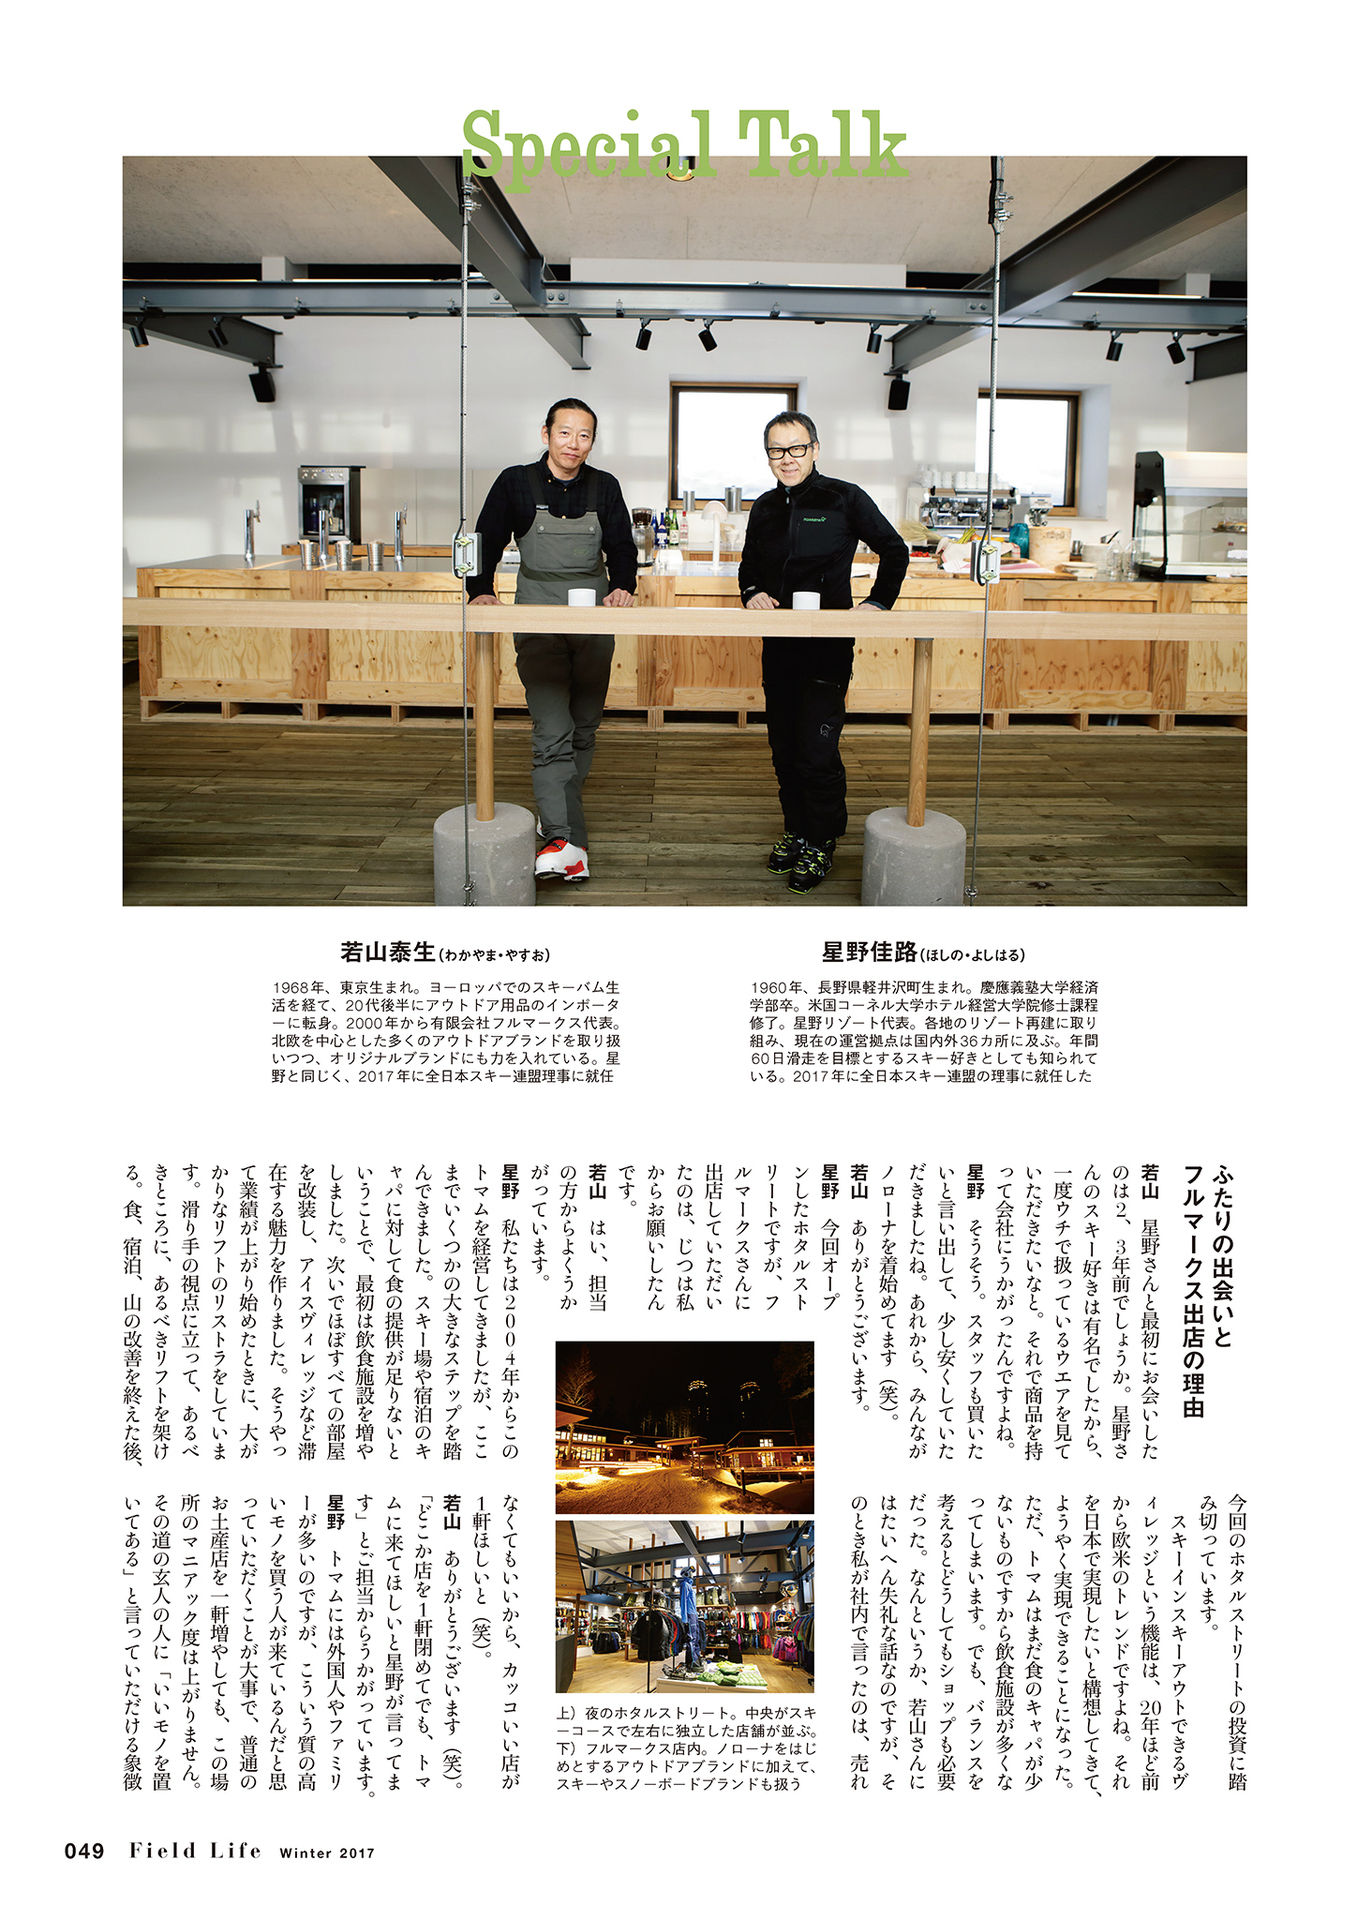 Special Talk
norrøna
若山泰生(わかやま・やすお)
1968年、東京生まれ。ヨーロッパでのスキーバム生
活を経て、20代後半にアウトドア用品のインポータ
ーに転身。2000年から有限会社フルマークス代表。
北欧を中心とした多くのアウトドアブランドを取り扱
いつつ、オリジナルブランドにも力を入れている。星
野と同じく、2017年に全日本スキー連盟理事に就任
星野佳路(ほしの・よしはる)
1960年、長野県軽井沢町生まれ。慶應義塾大学経済
学部卒。米国コーネル大学ホテル経営大学院修士課程
修了。星野リゾート代表。各地のリゾート再建に取り
組み、現在の運営拠点は国内外36カ所に及ぶ。年間
60日滑走を目標とするスキー好きとしても知られて
いる。2017年に全日本スキー連盟の理事に就任した
ふたりの出会いと
フルマークス出店の理由
若山　星野さんと最初にお会いした
のは2、3年前でしょうか。星野さ
んのスキー好きは有名でしたから、
一度ウチで扱っているウエアを見て
いただきたいなと。それで商品を持
って会社にうかがったんですよね。
星野　そうそう。スタッフも買いた
いと言い出して、少し安くしていた
だきましたね。あれから、みんなが
ノローナを着始めてます(笑)。
若山　ありがとうございます。
星野　今回オープ
ンしたホタルスト
リートですが、フ
ルマークスさんに
出店していただい
たのは、じつは私
からお願いしたん
です。
若山　はい、担当
の方からよくうか
がっています。
星野　私たちは2004年からこの
トマムを経営してきましたが、ここ
までいくつかの大きなステップを踏
んできました。スキー場や宿泊のキ
ャパに対して食の提供が足りないと
いうことで、最初は飲食施設を増や
しました。次いでほぼすべての部屋
を改装し、アイスヴィレッジなど滞
在する魅力を作りました。そうやっ
て業績が上がり始めたときに、大が
かりなリフトのリストラをしていま
す。滑り手の視点に立って、あるべ
きところに、あるべきリフトを架け
る。食、宿泊、山の改善を終えた後、
今回のホタルストリートの投資に踏
み切っています。
　スキーインスキーアウトできるヴ
ィレッジという機能は、20年ほど前
から欧米のトレンドですよね。それ
を日本で実現したいと構想してきて、
ようやく実現できることになった。
ただ、トマムはまだ食のキャパが少
ないものですから飲食施設が多くな
ってしまいます。でも、バランスを
考えるとどうしてもショップも必要
だった。なんというか、若山さんに
はたいへん失礼な話なのですが、そ
のとき私が社内で言ったのは、売れ
なくてもいいから、カッコいい店が
1軒ほしいと(笑)。
若山　ありがとうございます(笑)。
「どこか店を1軒閉めてでも、トマ
ムに来てほしいと星野が言ってま
す」とご担当からうかがっています。
星野　トマムには外国人やファミリ
ーが多いのですが、こういう質の高
いモノを買う人が来ているんだと思
っていただくことが大事で、普通の
お土産店を一軒増やしても、この場
所のマニアック度は上がりません。
その道の玄人の人に「いいモノを置
いてある」と言っていただける象徴
上）夜のホタルストリート。中央がスキ
ーコースで左右に独立した店舗が並ぶ。
下）フルマークス店内。ノローナをはじ
めとするアウトドアブランドに加えて、
スキーやスノーボードブランドも扱う
049 Field Life Winter 2017